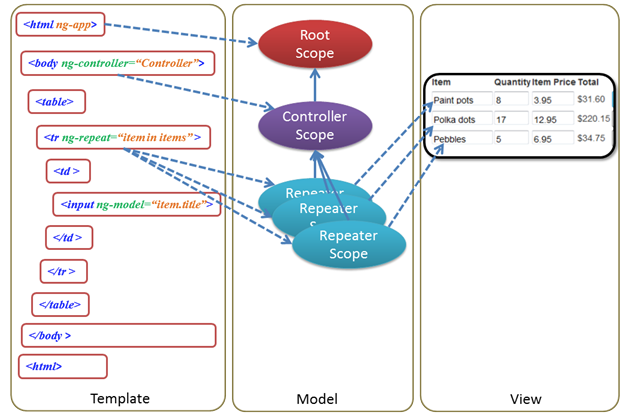 <html ng-app>
<body ng-controller="Controller">
<table>
<tr ng-repeat="item in items">
<td >
<input ng-model="item.title">
</td >
</tr >
</table>
</body >
<html>
Template
Root
Scope
Controller
Scope
Repeater
Repeater
Repeater
Scope
Model
Item Quantity Item Price Total
Paint pots 8 3.95 $31.60
Polka dots 17 12.95 $220.15
Pebbles 5 6.95 $34.75
View